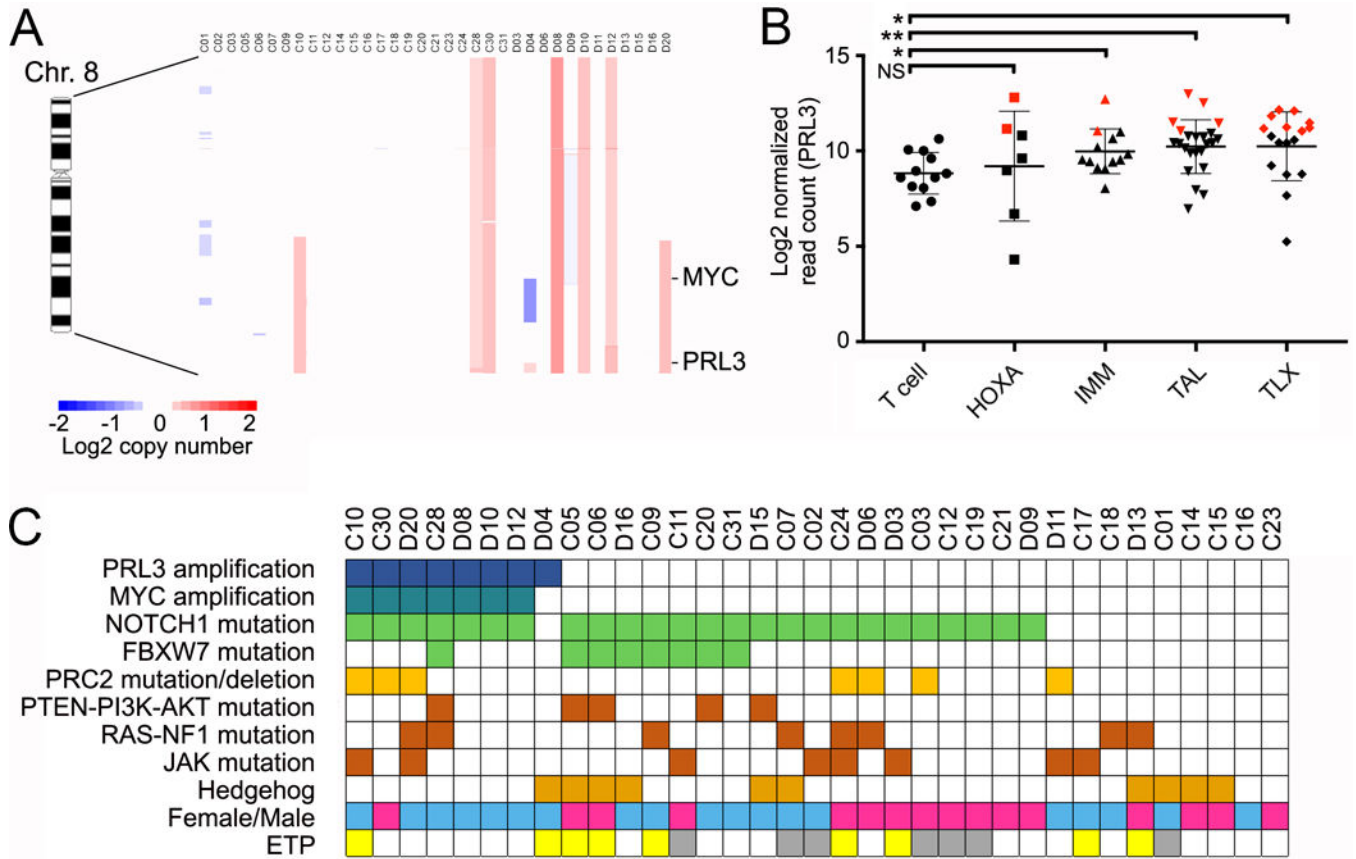 A
C01 C02 C03 C05 C06 C07 C09 C10 C11 C12 C14 C15 C16 C17 C18 C19 C20 C21 C23 C24 C28 C30 C31 D03 D04 D06 D08 D09 D10 D11 D12 D13 D15 D16 D20
Chr. 8
MYC
PRL3
-2 -1 0 1 2
Log2 copy number
B
*
**
*
NS
Log2 normalized
read count (PRL3)
15
10
5
0
T cell HOXA IMM TAL TLX
C
C10 C30 D20 C28 D08 D10 D12 D04 C05 C06 D16 C09 C11 C20 C31 D15 C07 C02 C24 D06 D03 C03 C12 C19 C21 D09 D11 C17 C18 D13 C01 C14 C15 C16 C23
PRL3 amplification
MYC amplification
NOTCH1 mutation
FBXW7 mutation
PRC2 mutation/deletion
PTEN-PI3K-AKT mutation
RAS-NF1 mutation
JAK mutation
Hedgehog
Female/Male
ETP